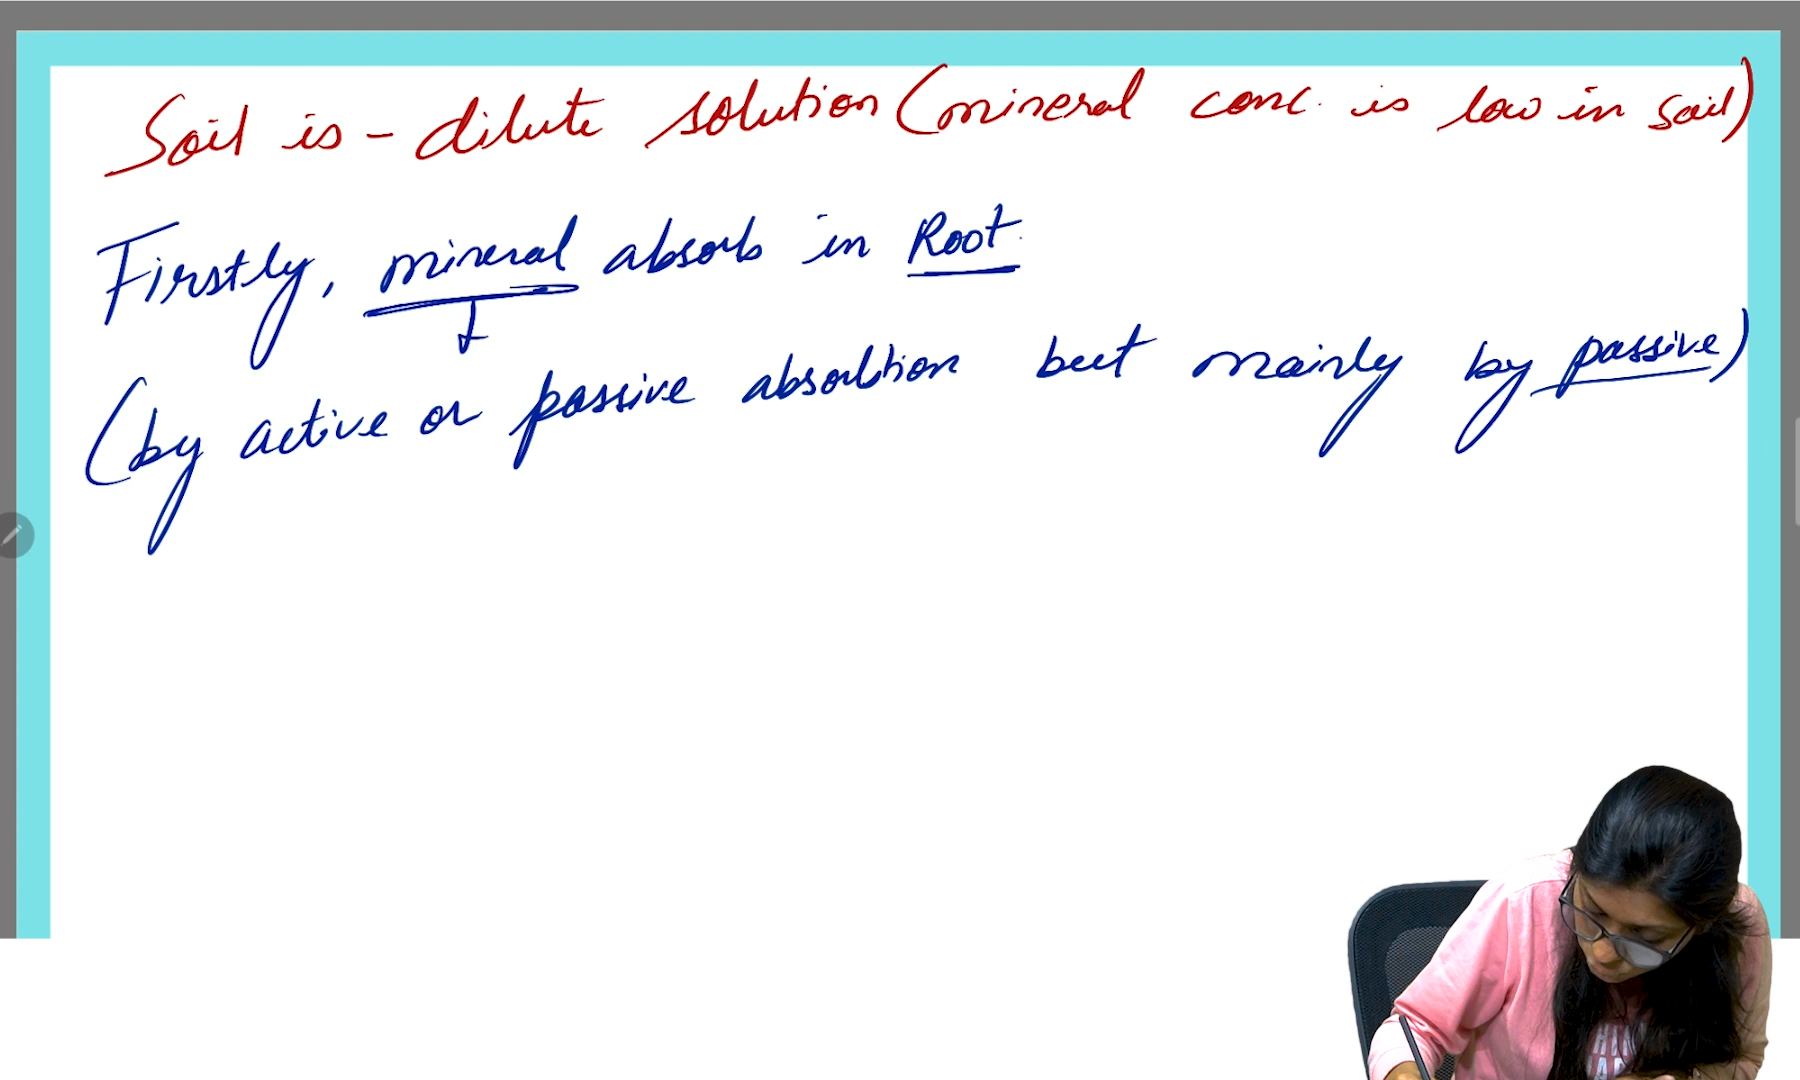 Soil is - dilute solution (mineral conc. is low in soil)
Firstly, mineral absorb in Root.
(by active or passive absorbtion but mainly by passive)